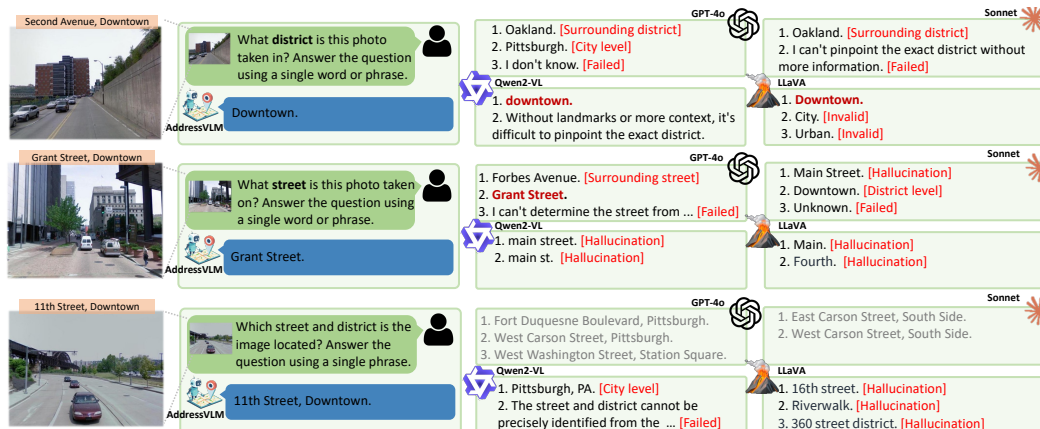 Second Avenue, Downtown
What district is this photo
taken in? Answer the question
using a single word or phrase.
AddressVLM
Downtown.
GPT-4o
1. Oakland. [Surrounding district]
2. Pittsburgh. [City level]
3. I don't know. [Failed]
Qwen2-VL
1. downtown.
2. Without landmarks or more context, it's
difficult to pinpoint the exact district.
Sonnet
1. Oakland. [Surrounding district]
2. I can't pinpoint the exact district without
more information. [Failed]
LLaVA
1. Downtown.
2. City. [Invalid]
3. Urban. [Invalid]
Grant Street, Downtown
What street is this photo taken
on? Answer the question using
a single word or phrase.
AddressVLM
Grant Street.
GPT-4o
1. Forbes Avenue. [Surrounding street]
2. Grant Street.
3. I can't determine the street from ... [Failed]
Qwen2-VL
1. main street. [Hallucination]
2. main st. [Hallucination]
Sonnet
1. Main Street. [Hallucination]
2. Downtown. [District level]
3. Unknown. [Failed]
LLaVA
1. Main. [Hallucination]
2. Fourth. [Hallucination]
11th Street, Downtown
Which street and district is the
image located? Answer the
question using a single phrase.
AddressVLM
11th Street, Downtown.
GPT-4o
1. Fort Duquesne Boulevard, Pittsburgh.
2. West Carson Street, Pittsburgh.
3. West Washington Street, Station Square.
Qwen2-VL
1. Pittsburgh, PA. [City level]
2. The street and district cannot be
precisely identified from the ... [Failed]
Sonnet
1. East Carson Street, South Side.
2. West Carson Street, South Side.
LLaVA
1. 16th street. [Hallucination]
2. Riverwalk. [Hallucination]
3. 360 street district. [Hallucination]